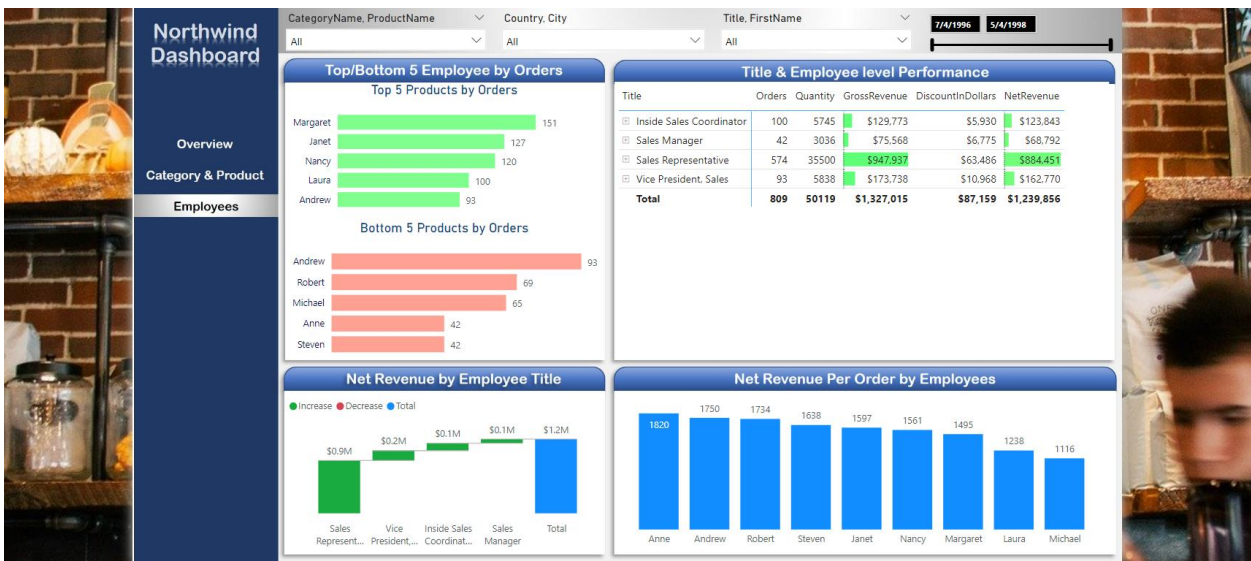 Northwind
Dashboard
Overview
Category & Product
Employees
CategoryName, ProductName
All
Country, City
All
Title, FirstName
All
7/4/1996
5/4/1998
Top/Bottom 5 Employee by Orders
Top 5 Products by Orders
Margaret 151
Janet 127
Nancy 120
Laura 100
Andrew 93
Bottom 5 Products by Orders
Andrew 93
Robert 69
Michael 65
Anne 42
Steven 42
Title & Employee level Performance
Title Orders Quantity GrossRevenue DiscountInDollars NetRevenue
Inside Sales Coordinator 100 5745 $129,773 $5,930 $123,843
Sales Manager 42 3036 $75,568 $6,775 $68,792
Sales Representative 574 35500 $947,937 $63,486 $884,451
Vice President, Sales 93 5838 $173,738 $10,968 $162,770
Total 809 50119 $1,327,015 $87,159 $1,239,856
Net Revenue by Employee Title
Increase Decrease Total
$0.9M $0.2M $0.1M $0.1M $1.2M
Sales Vice Inside Sales Sales Total
Represent... President,... Coordinat... Manager
Net Revenue Per Order by Employees
1820 1750 1734 1638 1597 1561 1495 1238 1116
Anne Andrew Robert Steven Janet Nancy Margaret Laura Michael